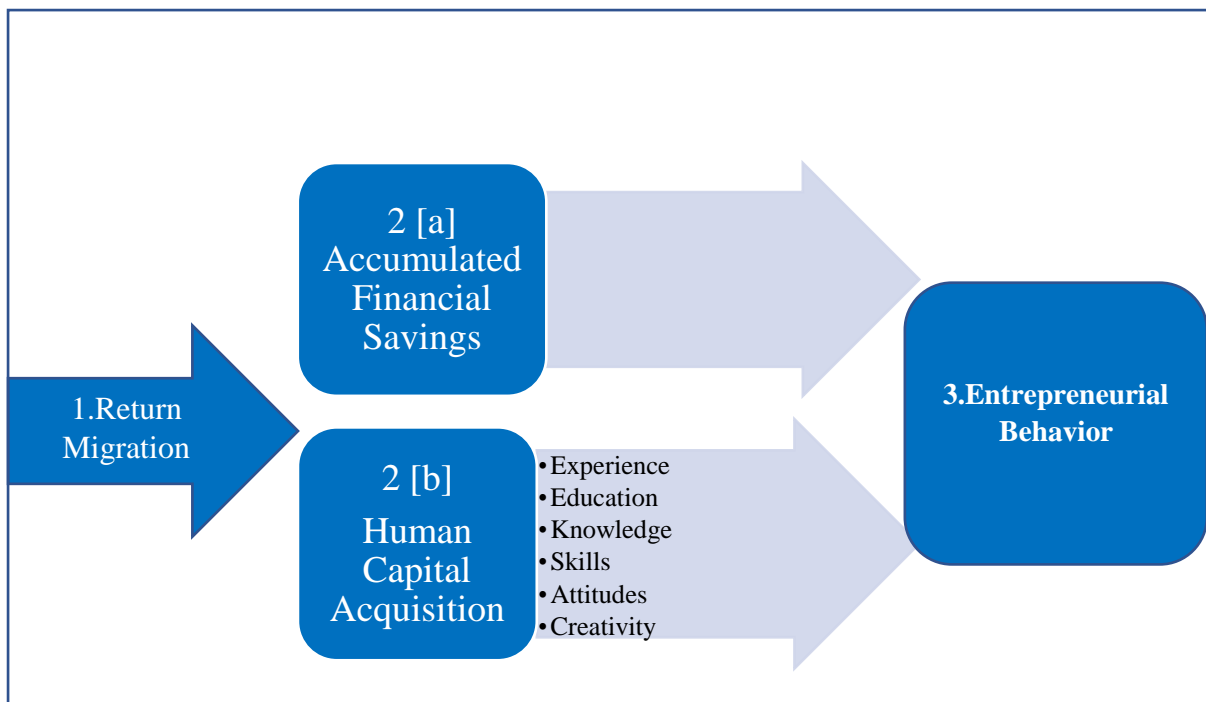 1.Return
Migration
2 [a]
Accumulated
Financial
Savings
2 [b]
Human
Capital
Acquisition
•Experience
•Education
•Knowledge
•Skills
•Attitudes
•Creativity
3.Entrepreneurial
Behavior